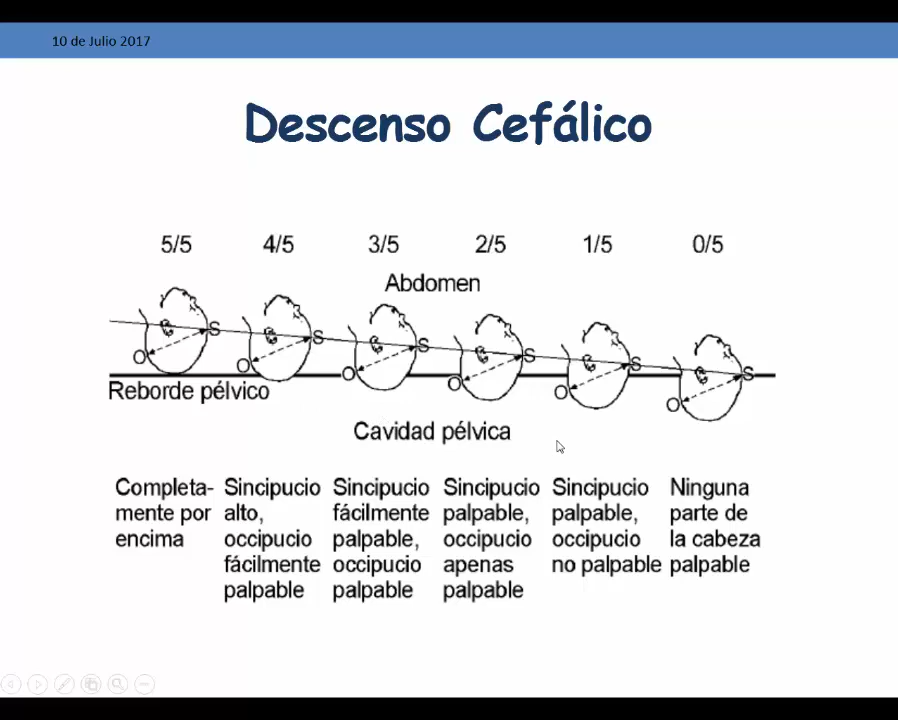 10 de Julio 2017
Descenso Cefálico
5/5 4/5 3/5 2/5 1/5 0/5
Abdomen
S S S S S S
O O O O O O
Reborde pélvico
Cavidad pélvica
Completa-
mente por
encima
Sincipucio
alto,
occipucio
fácilmente
palpable
Sincipucio
fácilmente
palpable,
occipucio
palpable
Sincipucio
palpable,
occipucio
apenas
palpable
Sincipucio
palpable,
occipucio
no palpable
Ninguna
parte de
la cabeza
palpable